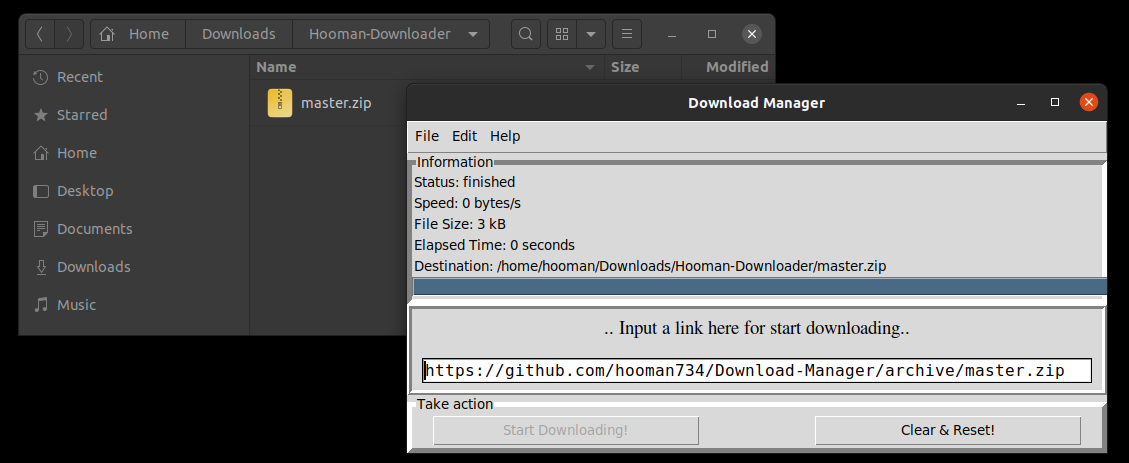 Home Downloads Hooman-Downloader
Name Size Modified
Recent
Starred
Home
Desktop
Documents
Downloads
Music
master.zip
Download Manager
File Edit Help
Information
Status: finished
Speed: 0 bytes/s
File Size: 3 kB
Elapsed Time: 0 seconds
Destination: /home/hooman/Downloads/Hooman-Downloader/master.zip
.. Input a link here for start downloading..
https://github.com/hooman734/Download-Manager/archive/master.zip
Take action
Start Downloading! Clear & Reset!